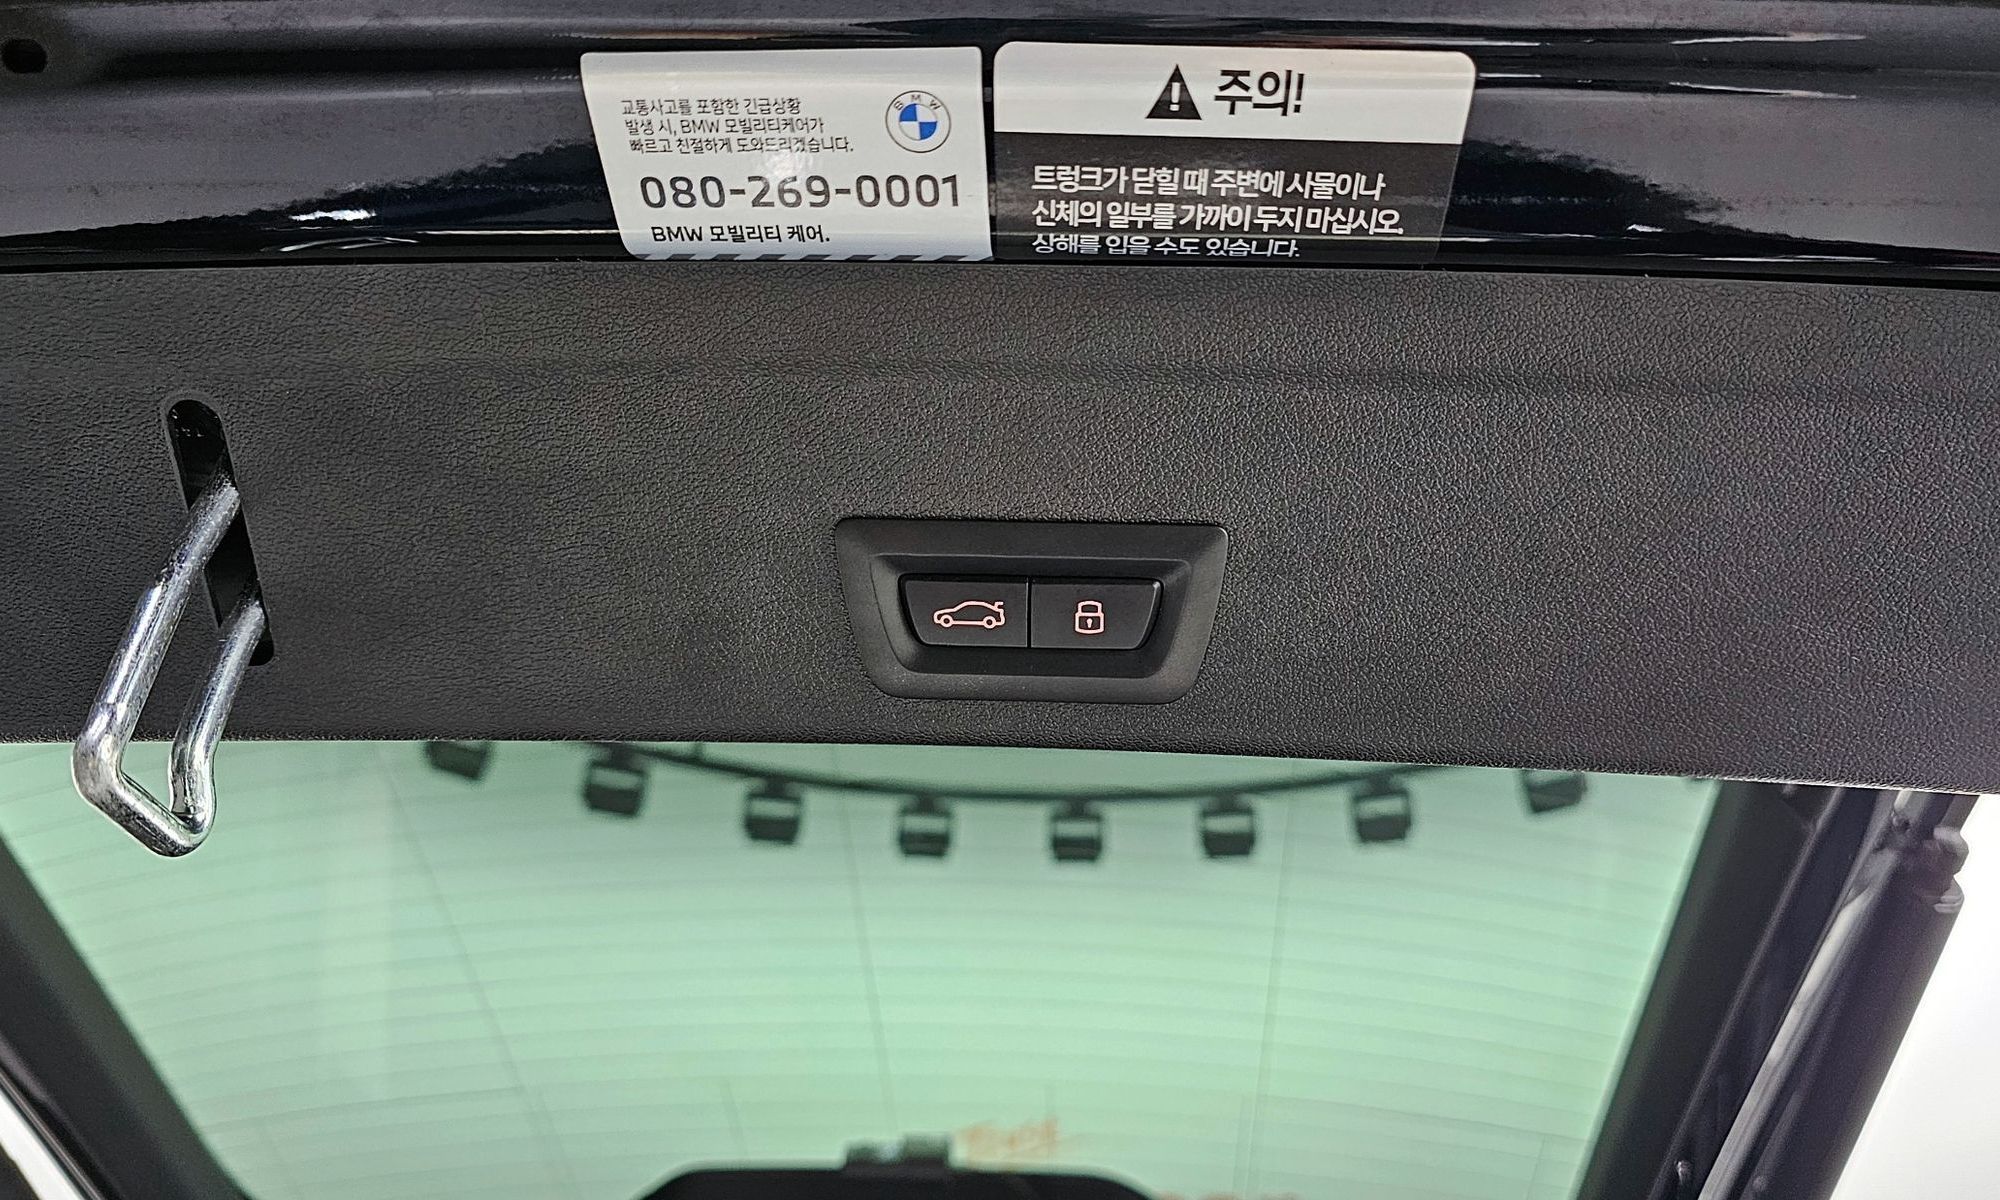 교통사고를 포함한 긴급상황
발생 시, BMW 모빌리티케어가
빠르고 친절하게 도와드리겠습니다.
080-269-0001
BMW 모빌리티 케어.
BMW
주의!
트렁크가 닫힐 때 주변에 사물이나
신체의 일부를 가까이 두지 마십시오.
상해를 입을 수도 있습니다.